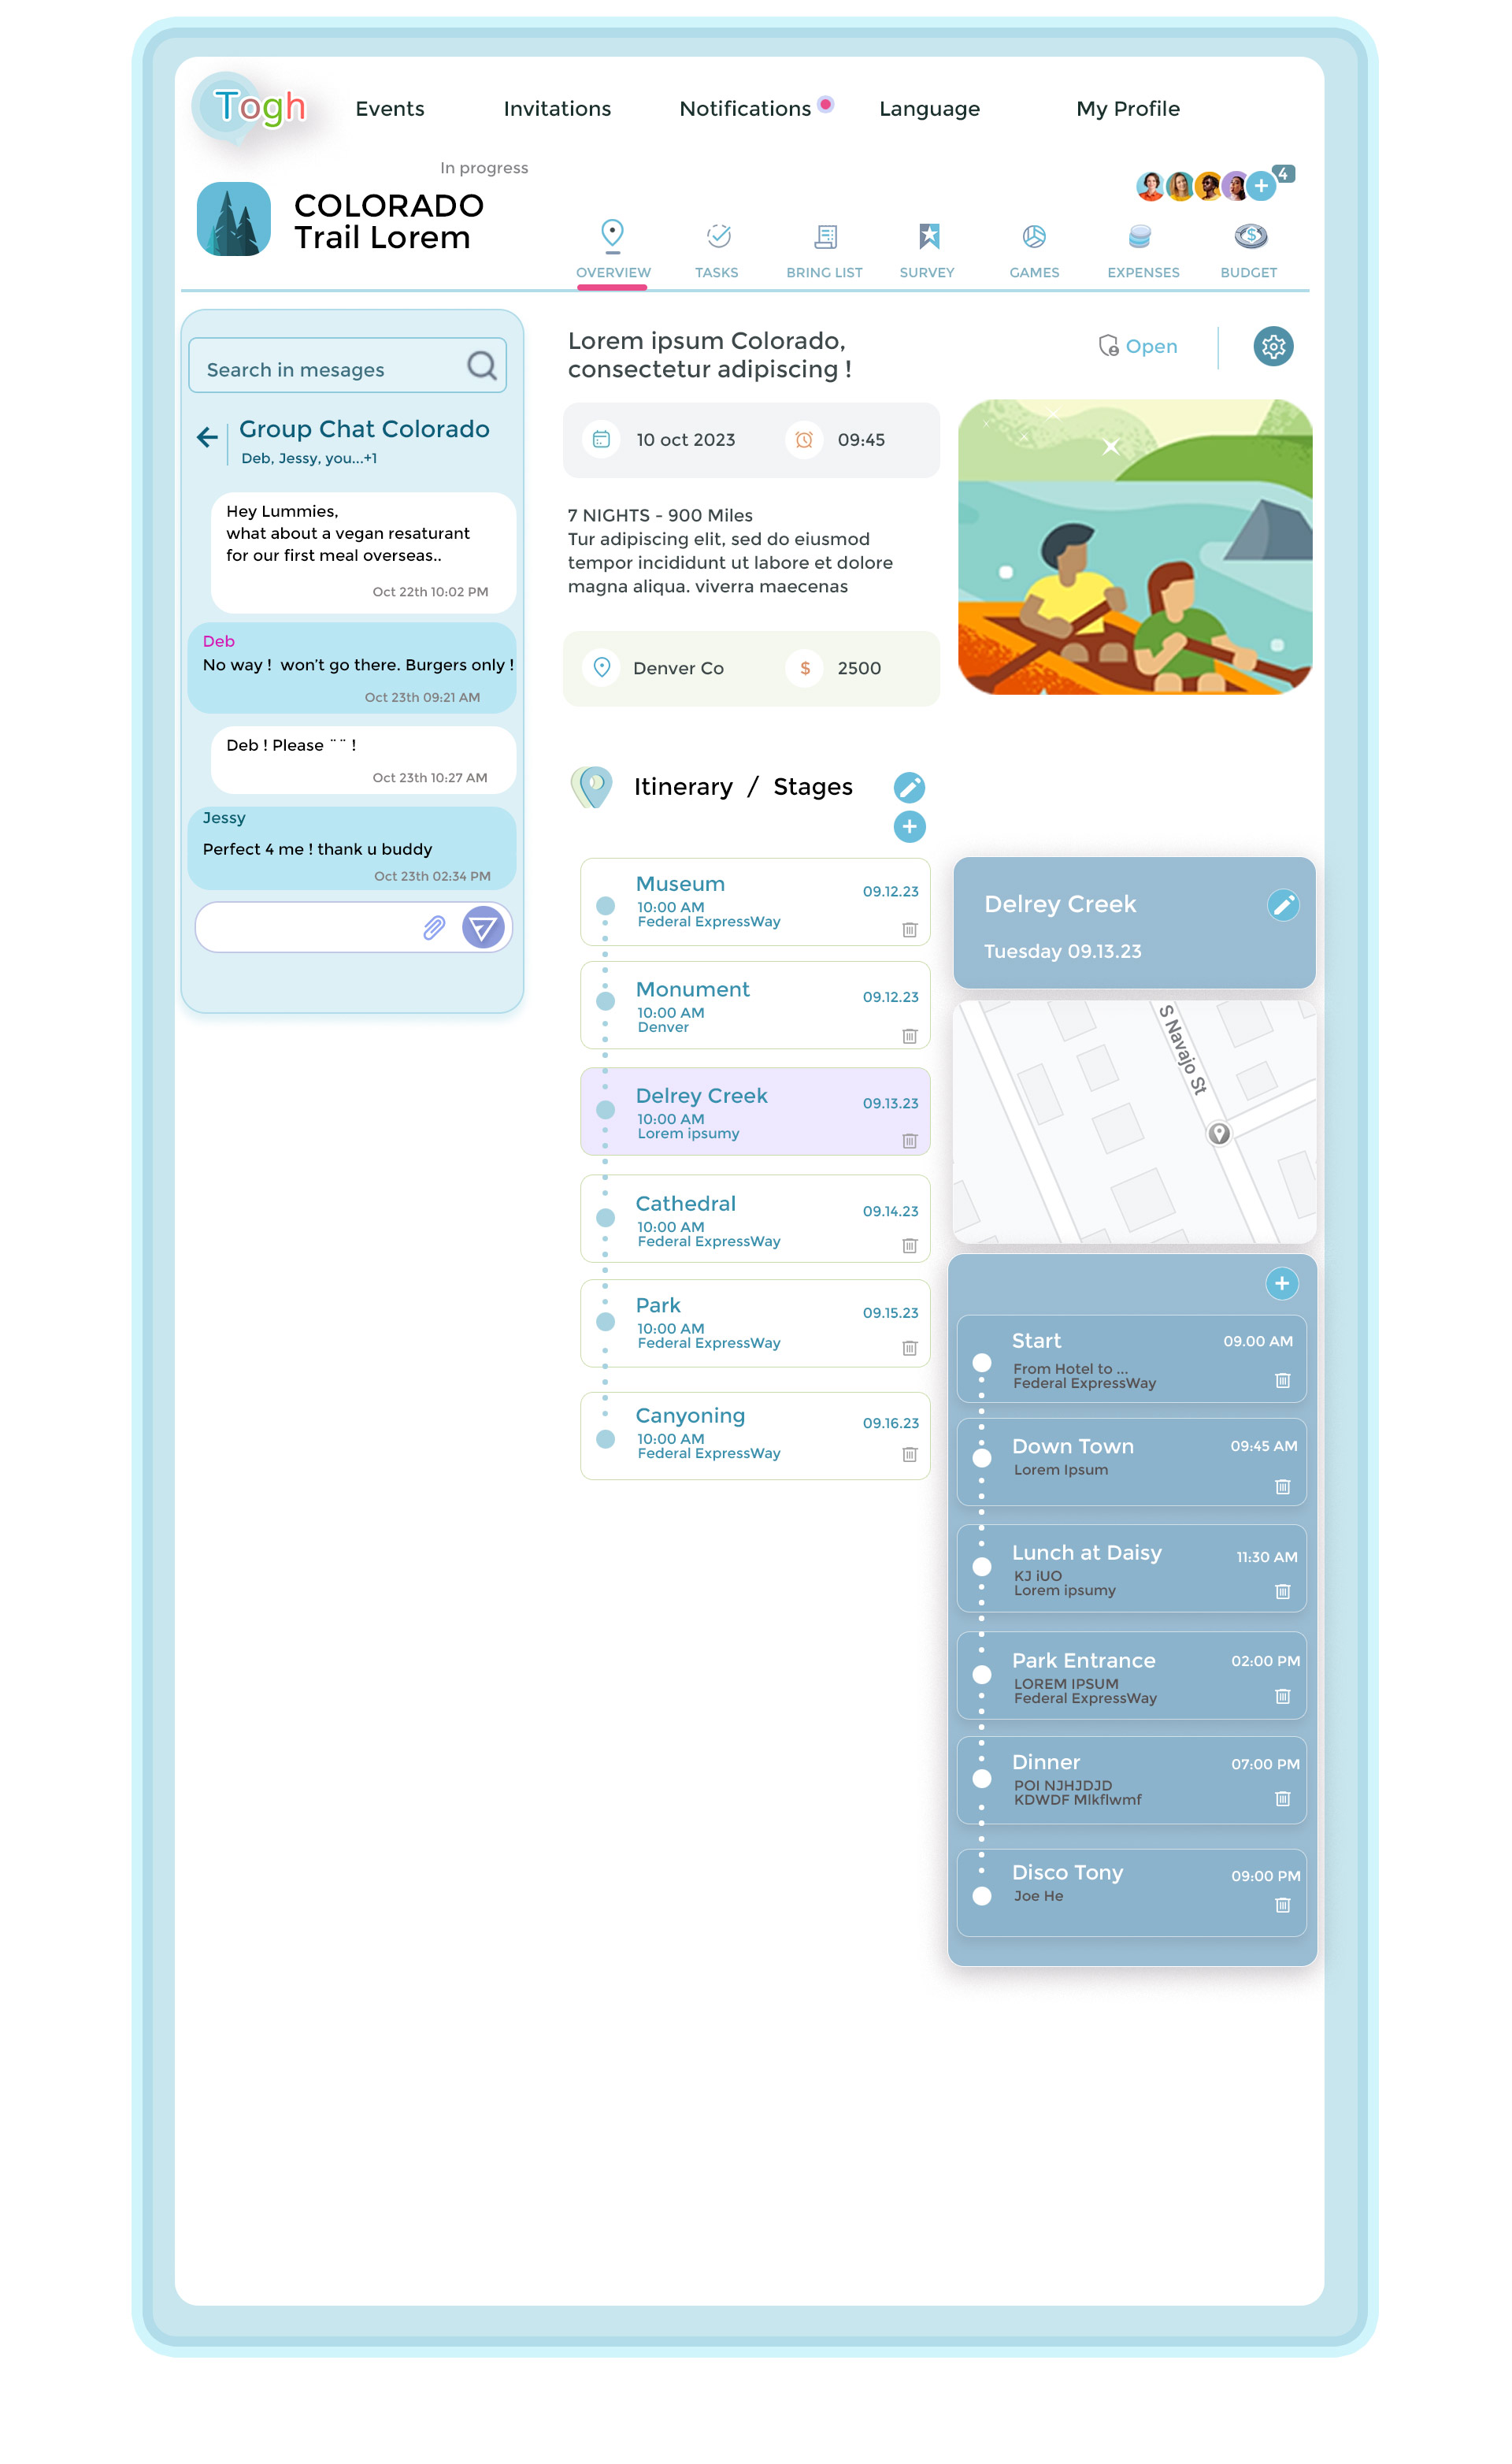 Togh
Events
Invitations
Notifications
Language
My Profile
In progress
4
COLORADO
Trail Lorem
OVERVIEW
TASKS
BRING LIST
SURVEY
GAMES
EXPENSES
BUDGET
Search in mesages
Group Chat Colorado
Deb, Jessy, you...+1
Hey Lummies,
what about a vegan resaturant
for our first meal overseas..
Oct 22th 10:02 PM
Deb
No way ! won't go there. Burgers only !
Oct 23th 09:21 AM
Deb ! Please ¨¨ !
Oct 23th 10:27 AM
Jessy
Perfect 4 me ! thank u buddy
Oct 23th 02:34 PM
Lorem ipsum Colorado,
consectetur adipiscing !
Open
10 oct 2023
09:45
7 NIGHTS - 900 Miles
Tur adipiscing elit, sed do eiusmod
tempor incididunt ut labore et dolore
magna aliqua. viverra maecenas
Denver Co
$ 2500
Itinerary / Stages
Museum
09.12.23
10:00 AM
Federal ExpressWay
Monument
09.12.23
10:00 AM
Denver
Delrey Creek
09.13.23
10:00 AM
Lorem ipsumy
Cathedral
09.14.23
10:00 AM
Federal ExpressWay
Park
09.15.23
10:00 AM
Federal ExpressWay
Canyoning
09.16.23
10:00 AM
Federal ExpressWay
Delrey Creek
Tuesday 09.13.23
S Navajo St
Start
09.00 AM
From Hotel to ...
Federal ExpressWay
Down Town
09:45 AM
Lorem Ipsum
Lunch at Daisy
11:30 AM
KJ iUO
Lorem ipsumy
Park Entrance
02:00 PM
LOREM IPSUM
Federal ExpressWay
Dinner
07:00 PM
POI NJHJDJD
KDWDF Mlkflwmf
Disco Tony
09:00 PM
Joe He